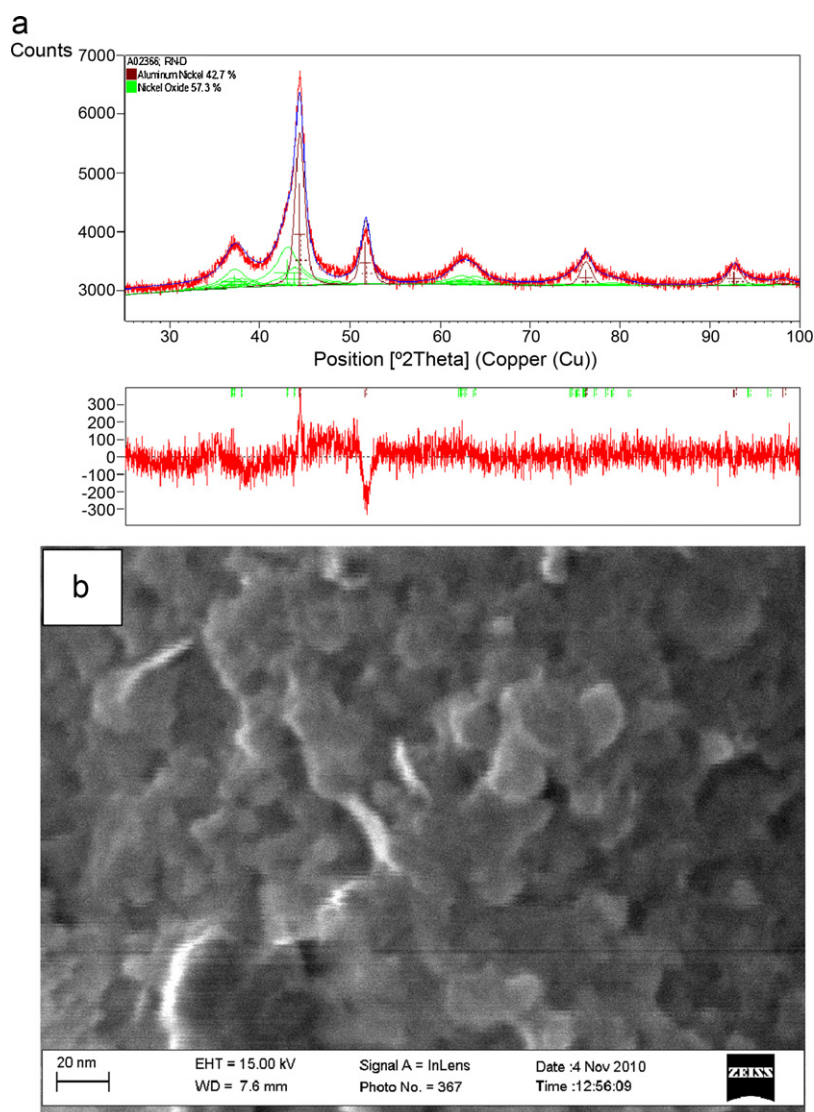 a
Counts
7000
A02366; RN-D
Aluminum Nickel 42.7 %
Nickel Oxide 57.3 %
6000
5000
4000
3000
30 40 50 60 70 80 90 100
Position [º2Theta] (Copper (Cu))
300
200
100
0
-100
-200
-300
b
20 nm
EHT = 15.00 kV
Signal A = InLens
Date :4 Nov 2010
WD = 7.6 mm
Photo No. = 367
Time :12:56:09
ZEISS